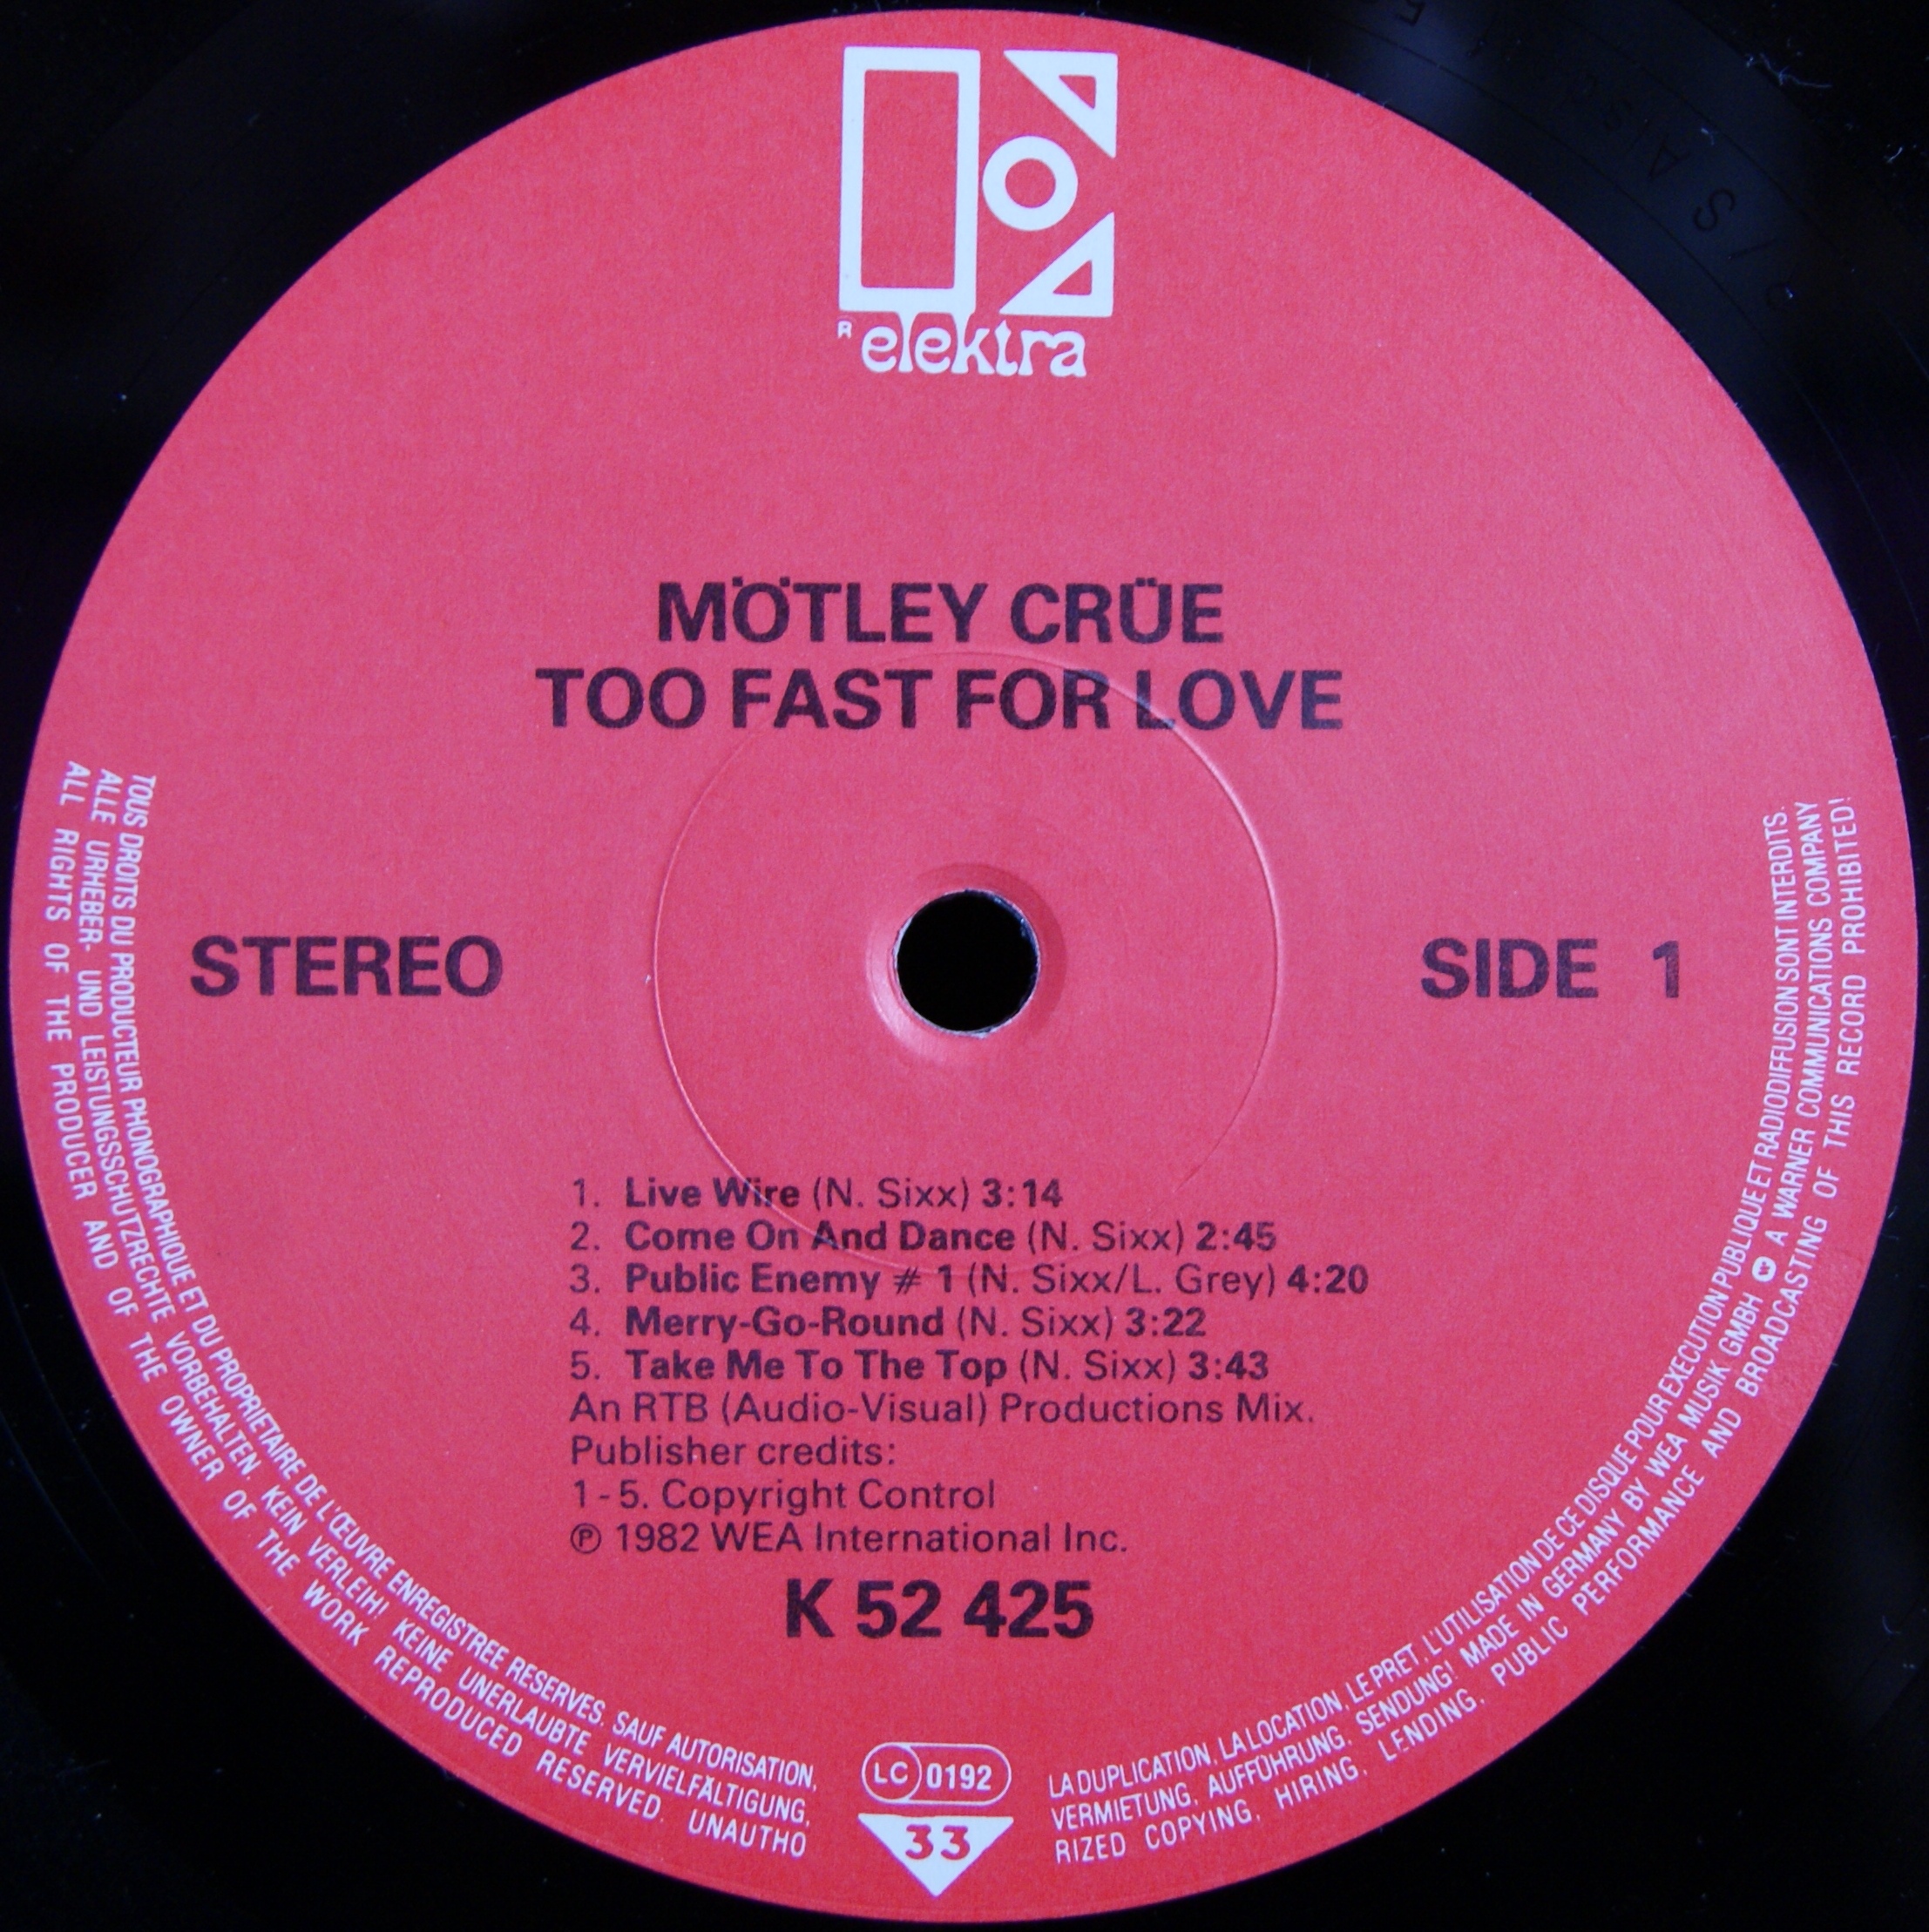 R elektra
MÖTLEY CRÜE
TOO FAST FOR LOVE
STEREO
SIDE 1
1. Live Wire (N. Sixx) 3:14
2. Come On And Dance (N. Sixx) 2:45
3. Public Enemy # 1 (N. Sixx/L. Grey) 4:20
4. Merry-Go-Round (N. Sixx) 3:22
5. Take Me To The Top (N. Sixx) 3:43
An RTB (Audio-Visual) Productions Mix.
Publisher credits:
1-5. Copyright Control
℗ 1982 WEA International Inc.
K 52 425
LC 0192
33
TOUS DROITS DU PRODUCTEUR PHONOGRAPHIQUE ET DU PROPRIETAIRE DE L'ŒUVRE ENREGISTREE RESERVES. SAUF AUTORISATION, LA DUPLICATION, LA LOCATION, LE PRET, L'UTILISATION DE CE DISQUE POUR EXECUTION PUBLIQUE ET RADIODIFFUSION SONT INTERDITS.
ALLE URHEBER- UND LEISTUNGSSCHUTZRECHTE VORBEHALTEN. KEIN VERLEIH! KEINE UNERLAUBTE VERVIELFÄLTIGUNG, VERMIETUNG, AUFFÜHRUNG, SENDUNG! MADE IN GERMANY BY WEA MUSIK GMBH A WARNER COMMUNICATIONS COMPANY
ALL RIGHTS OF THE PRODUCER AND OF THE OWNER OF THE WORK REPRODUCED RESERVED. UNAUTHORIZED COPYING, HIRING, LENDING, PUBLIC PERFORMANCE AND BROADCASTING OF THIS RECORD PROHIBITED!